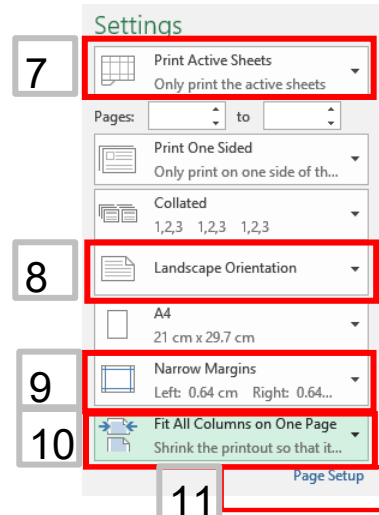 Settings
7
Print Active Sheets
Only print the active sheets
Pages: to
Print One Sided
Only print on one side of th...
Collated
1,2,3 1,2,3 1,2,3
8
Landscape Orientation
A4
21 cm x 29.7 cm
9
Narrow Margins
Left: 0.64 cm Right: 0.64...
10
Fit All Columns on One Page
Shrink the printout so that it...
Page Setup
11